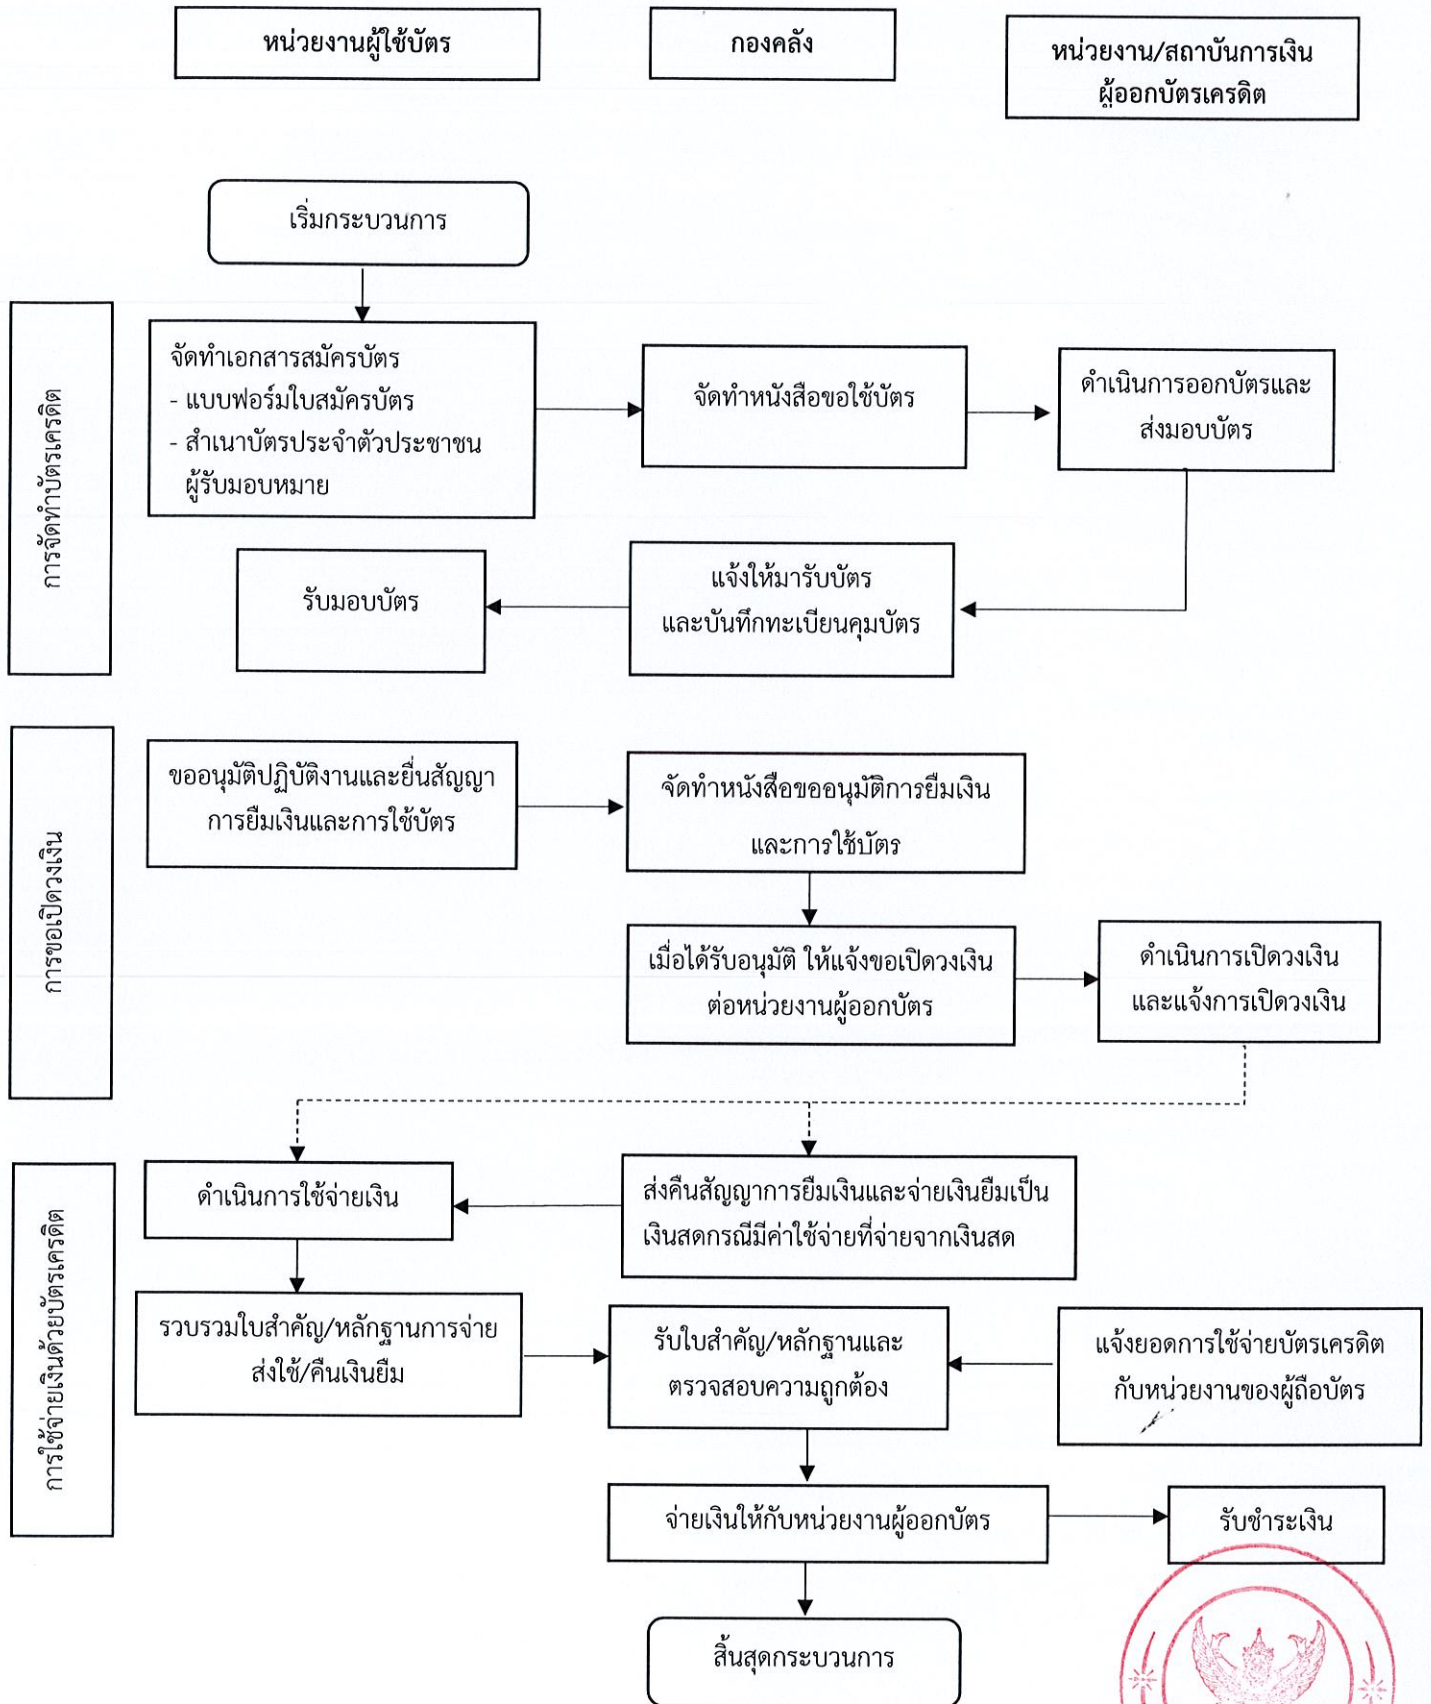 หน่วยงานผู้ใช้บัตร
กองคลัง
หน่วยงาน/สถาบันการเงิน
ผู้ออกบัตรเครดิต
เริ่มกระบวนการ
การจัดทำบัตรเครดิต
จัดทำเอกสารสมัครบัตร
- แบบฟอร์มใบสมัครบัตร
- สำเนาบัตรประจำตัวประชาชน
ผู้รับมอบหมาย
จัดทำหนังสือขอใช้บัตร
ดำเนินการออกบัตรและ
ส่งมอบบัตร
รับมอบบัตร
แจ้งให้มารับบัตร
และบันทึกทะเบียนคุมบัตร
การขอเปิดวงเงิน
ขออนุมัติปฏิบัติงานและยื่นสัญญา
การยืมเงินและการใช้บัตร
จัดทำหนังสือขออนุมัติการยืมเงิน
และการใช้บัตร
เมื่อได้รับอนุมัติ ให้แจ้งขอเปิดวงเงิน
ต่อหน่วยงานผู้ออกบัตร
ดำเนินการเปิดวงเงิน
และแจ้งการเปิดวงเงิน
การใช้จ่ายเงินด้วยบัตรเครดิต
ดำเนินการใช้จ่ายเงิน
ส่งคืนสัญญาการยืมเงินและจ่ายเงินยืมเป็น
เงินสดกรณีมีค่าใช้จ่ายที่จ่ายจากเงินสด
รวบรวมใบสำคัญ/หลักฐานการจ่าย
ส่งใช้/คืนเงินยืม
รับใบสำคัญ/หลักฐานและ
ตรวจสอบความถูกต้อง
แจ้งยอดการใช้จ่ายบัตรเครดิต
กับหน่วยงานของผู้ถือบัตร
จ่ายเงินให้กับหน่วยงานผู้ออกบัตร
รับชำระเงิน
สิ้นสุดกระบวนการ